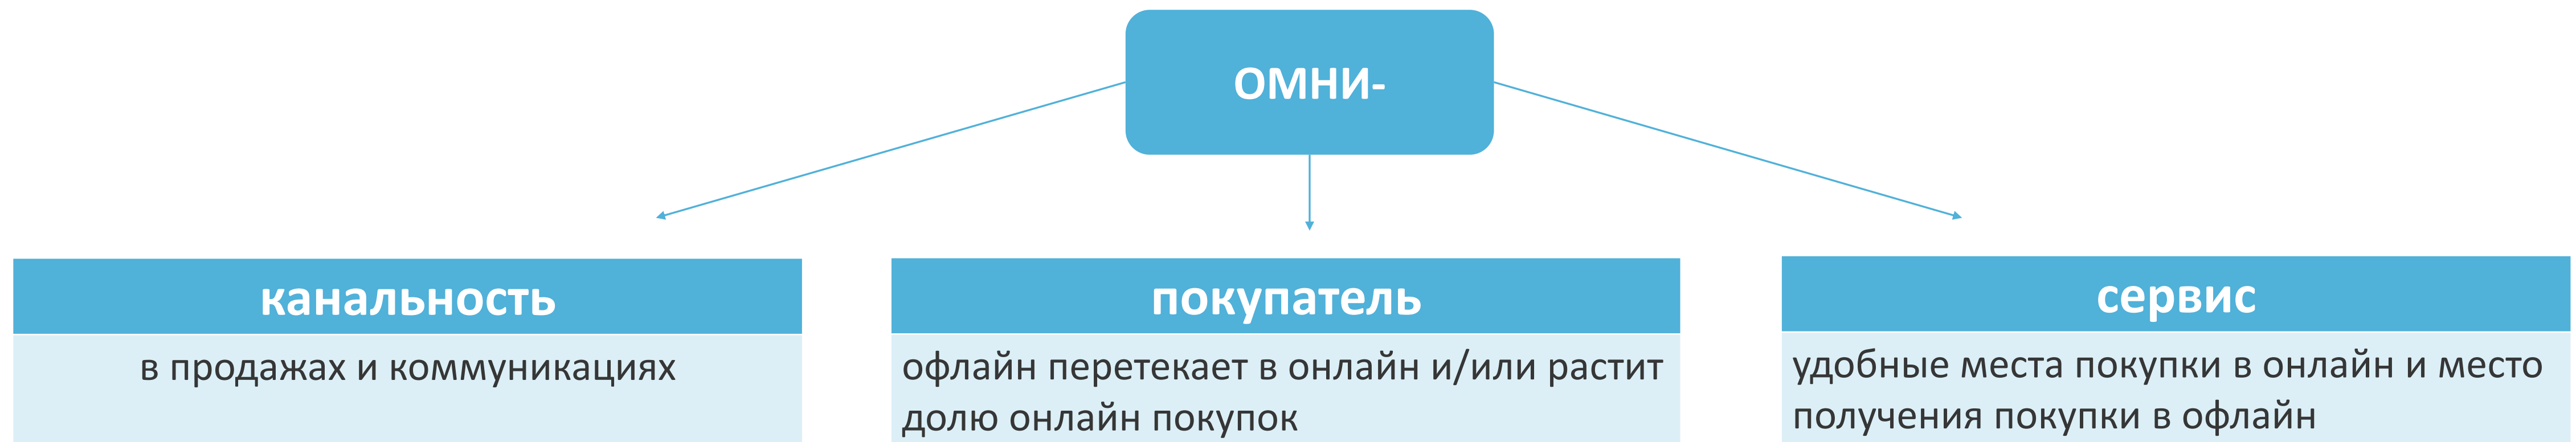 ОМНИ-
канальность
в продажах и коммуникациях
покупатель
офлайн перетекает в онлайн и/или растит
долю онлайн покупок
сервис
удобные места покупки в онлайн и место
получения покупки в офлайн